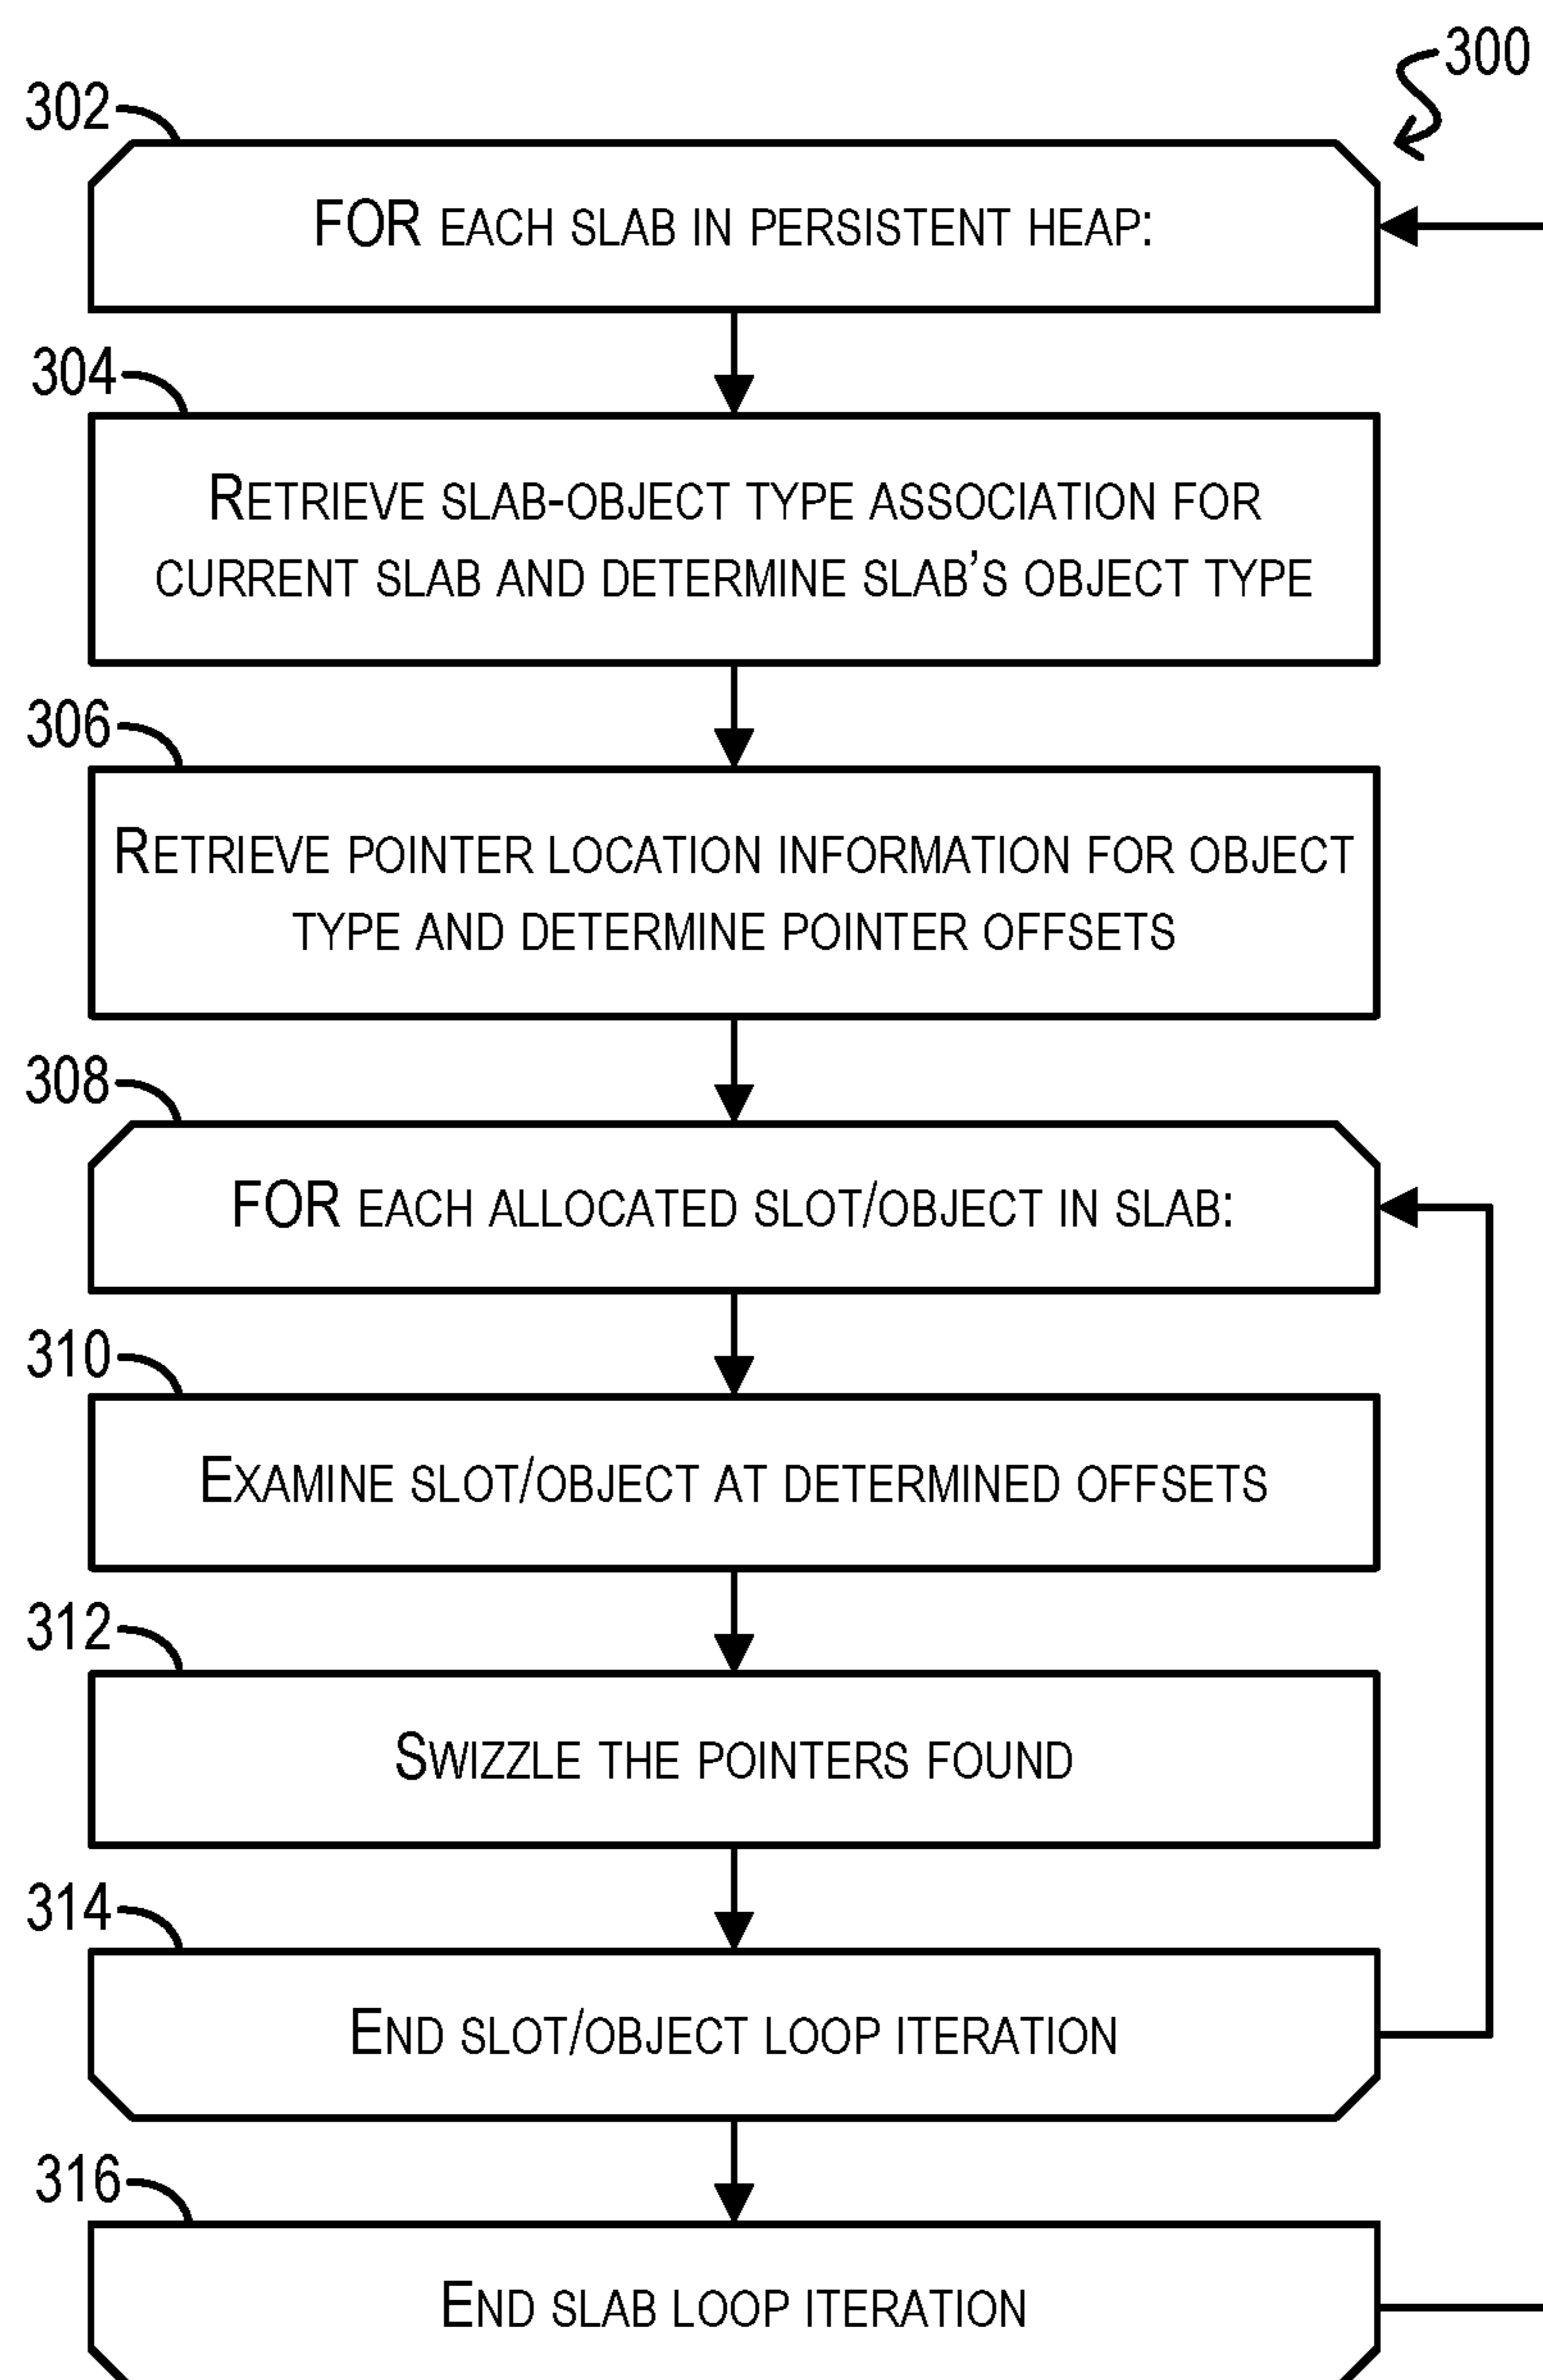 300
302
FOR EACH SLAB IN PERSISTENT HEAP:
304
RETRIEVE SLAB-OBJECT TYPE ASSOCIATION FOR
CURRENT SLAB AND DETERMINE SLAB'S OBJECT TYPE
306
RETRIEVE POINTER LOCATION INFORMATION FOR OBJECT
TYPE AND DETERMINE POINTER OFFSETS
308
FOR EACH ALLOCATED SLOT/OBJECT IN SLAB:
310
EXAMINE SLOT/OBJECT AT DETERMINED OFFSETS
312
SWIZZLE THE POINTERS FOUND
314
END SLOT/OBJECT LOOP ITERATION
316
END SLAB LOOP ITERATION